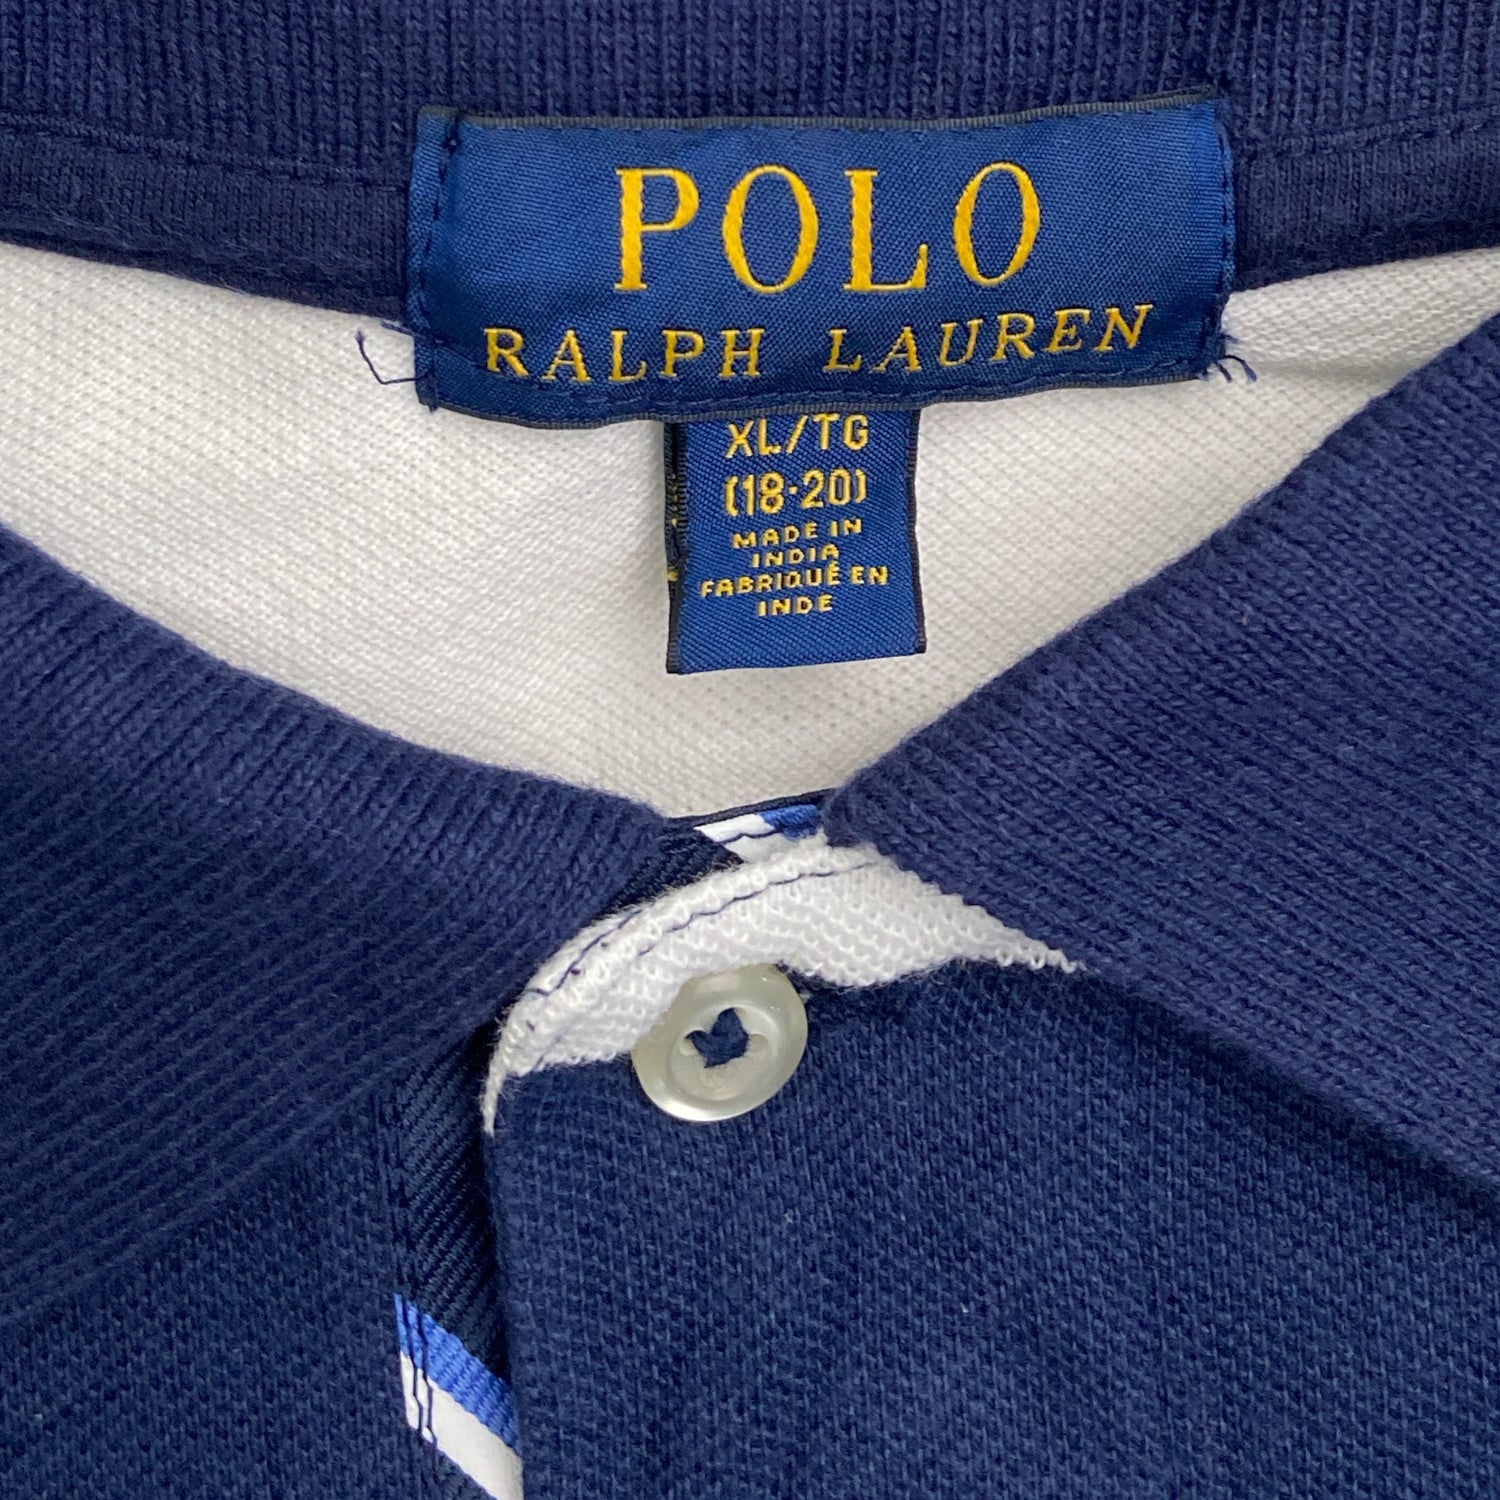 POLO
RALPH LAUREN
XL/TG
(18-20)
MADE IN
INDIA
FABRIQUÉ EN
INDE